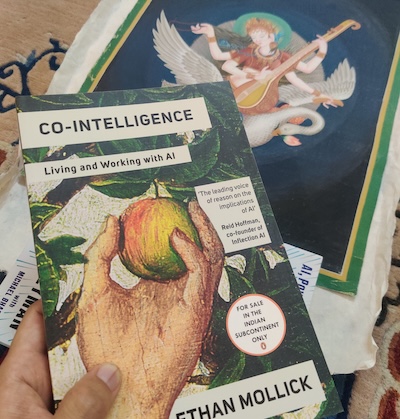 CO-INTELLIGENCE
Living and Working with AI
'The leading voice
of reason on the
implications
of AI'
Reid Hoffman,
co-founder of
Inflection AI
FOR SALE
IN THE
INDIAN
SUBCONTINENT
ONLY
ETHAN MOLLICK
WITH